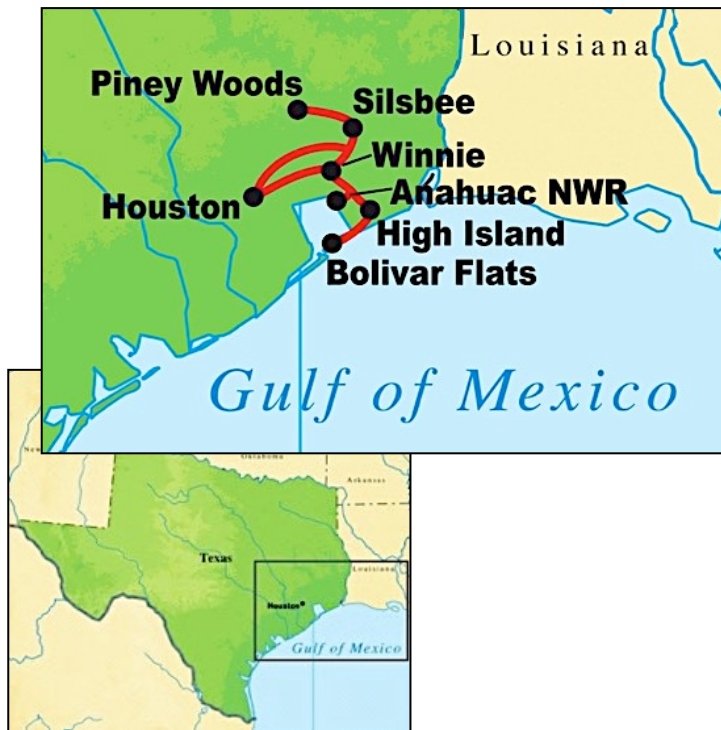 Louisiana
Piney Woods
Silsbee
Winnie
Anahuac NWR
Houston
High Island
Bolivar Flats
Gulf of Mexico
Oklahoma
Arkansas
Texas
Louisiana
Houston
Gulf of Mexico